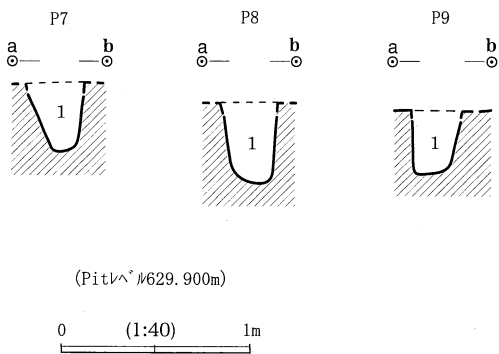 P7 P8 P9
a b a b a b
1 1 1
(Pitﾚﾍﾞﾙ629.900m)
0 (1:40) 1m